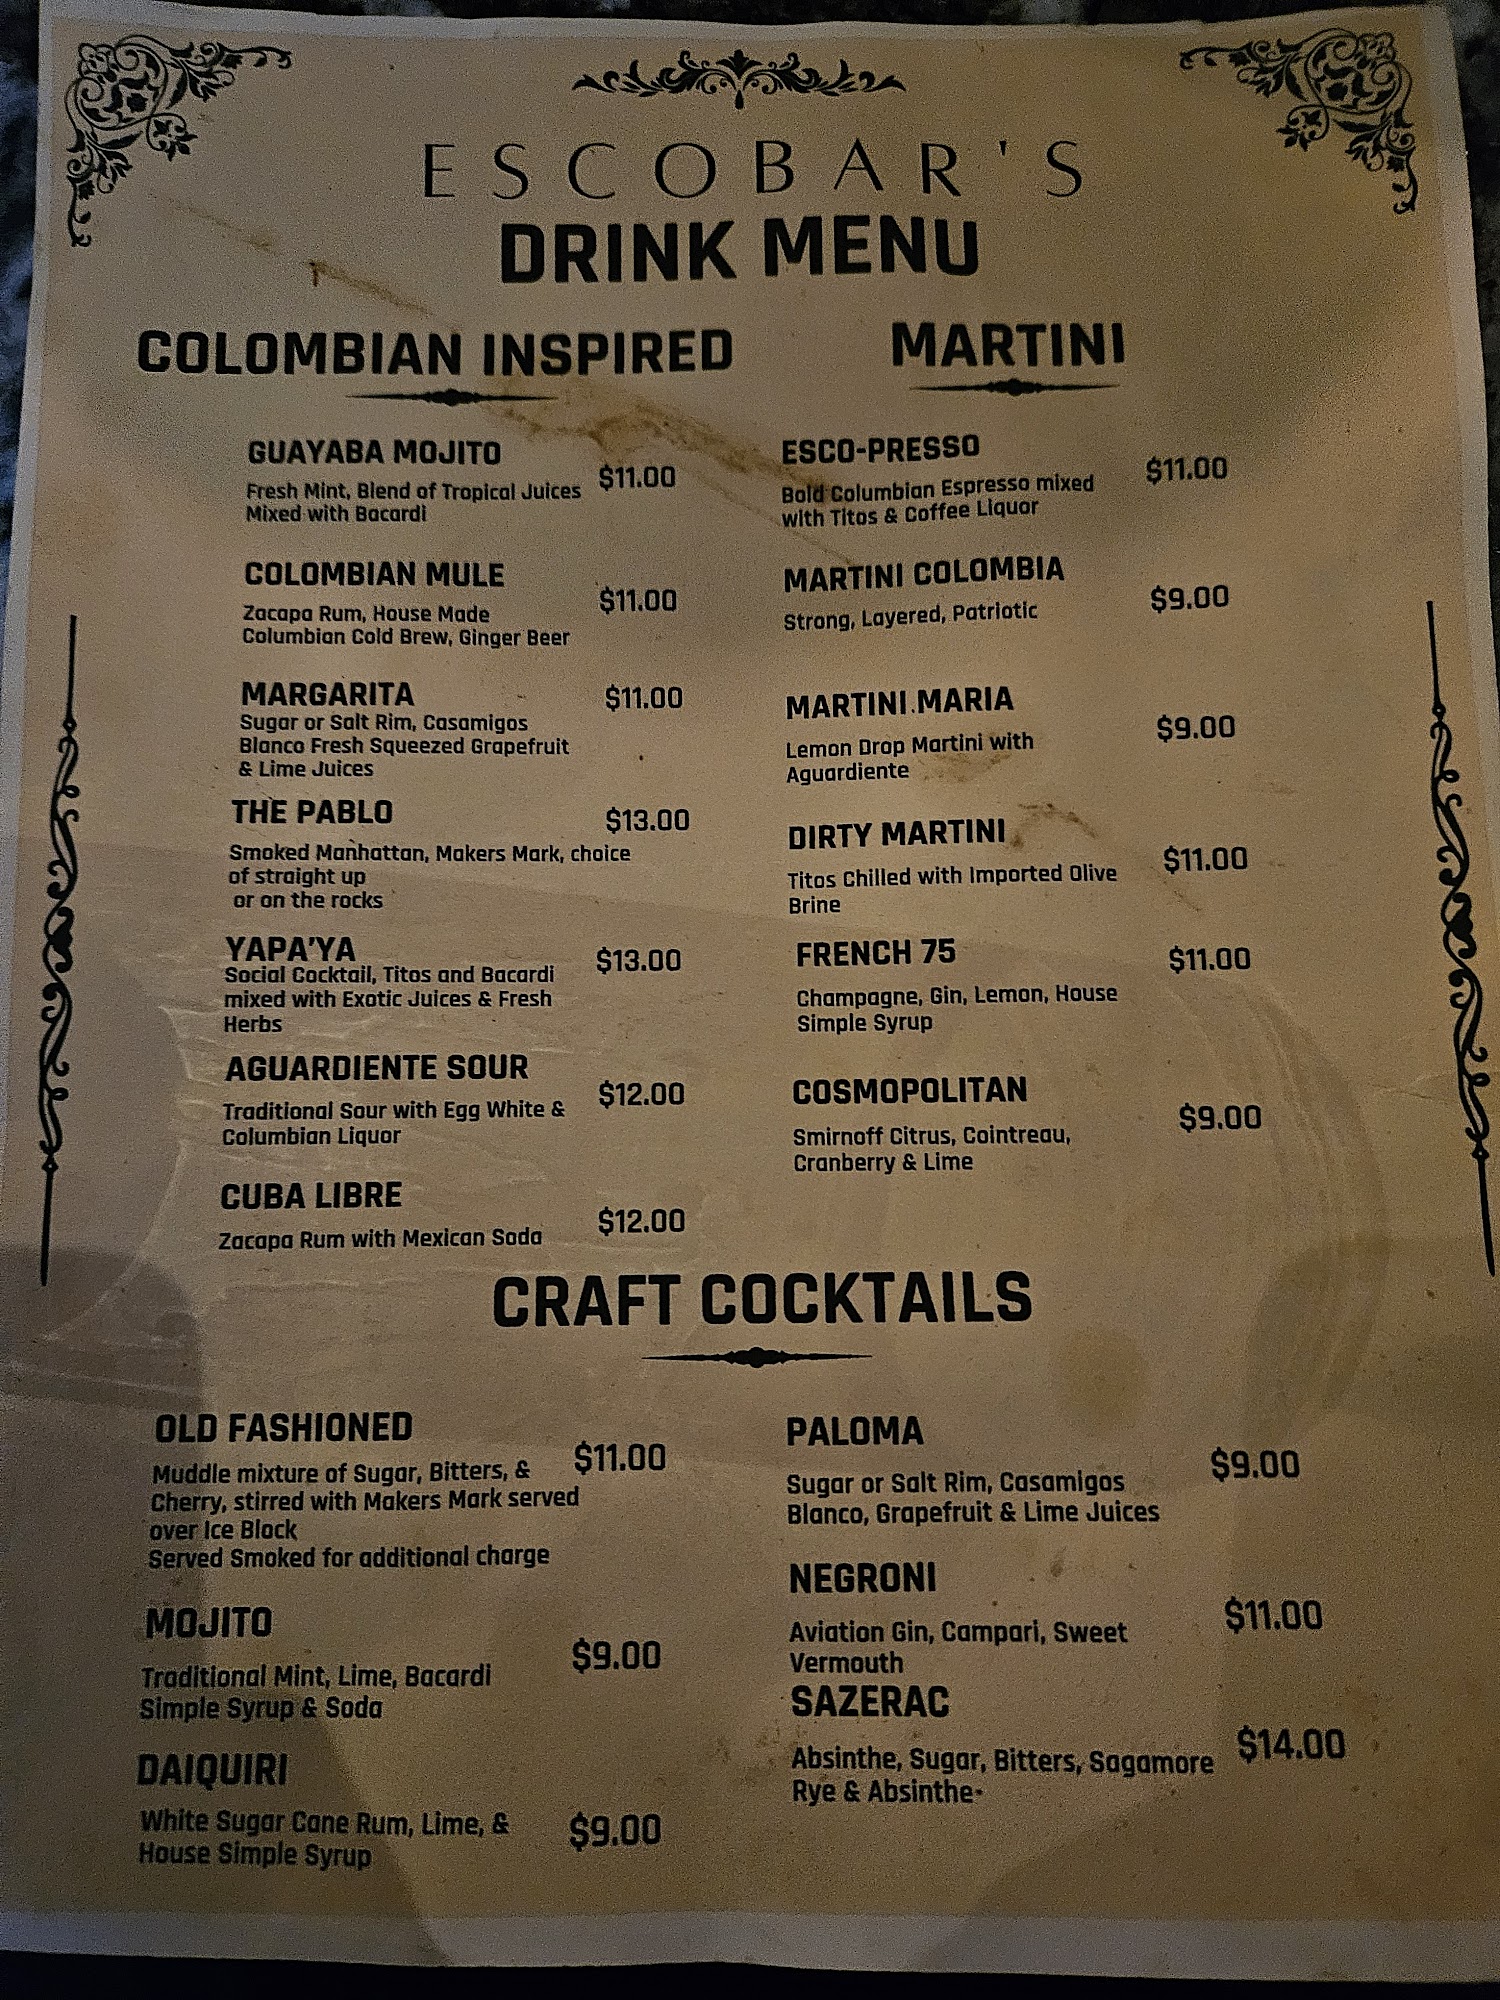 ESCOBAR'S
DRINK MENU
COLOMBIAN INSPIRED
GUAYABA MOJITO
$11.00
Fresh Mint, Blend of Tropical Juices
Mixed with Bacardi
COLOMBIAN MULE
$11.00
Zacapa Rum, House Made
Columbian Cold Brew, Ginger Beer
MARGARITA
$11.00
Sugar or Salt Rim, Casamigos
Blanco Fresh Squeezed Grapefruit
& Lime Juices
THE PABLO
$13.00
Smoked Manhattan, Makers Mark, choice
of straight up
or on the rocks
YAPA'YA
$13.00
Social Cocktail, Titos and Bacardi
mixed with Exotic Juices & Fresh
Herbs
AGUARDIENTE SOUR
$12.00
Traditional Sour with Egg White &
Columbian Liquor
CUBA LIBRE
$12.00
Zacapa Rum with Mexican Soda
MARTINI
ESCO-PRESSO
$11.00
Bold Columbian Espresso mixed
with Titos & Coffee Liquor
MARTINI COLOMBIA
$9.00
Strong, Layered, Patriotic
MARTINI MARIA
$9.00
Lemon Drop Martini with
Aguardiente
DIRTY MARTINI
$11.00
Titos Chilled with Imported Olive
Brine
FRENCH 75
$11.00
Champagne, Gin, Lemon, House
Simple Syrup
COSMOPOLITAN
$9.00
Smirnoff Citrus, Cointreau,
Cranberry & Lime
CRAFT COCKTAILS
OLD FASHIONED
$11.00
Muddle mixture of Sugar, Bitters, &
Cherry, stirred with Makers Mark served
over Ice Block
Served Smoked for additional charge
MOJITO
$9.00
Traditional Mint, Lime, Bacardi
Simple Syrup & Soda
DAIQUIRI
$9.00
White Sugar Cane Rum, Lime, &
House Simple Syrup
PALOMA
$9.00
Sugar or Salt Rim, Casamigos
Blanco, Grapefruit & Lime Juices
NEGRONI
$11.00
Aviation Gin, Campari, Sweet
Vermouth
SAZERAC
$14.00
Absinthe, Sugar, Bitters, Sagamore
Rye & Absinthe-